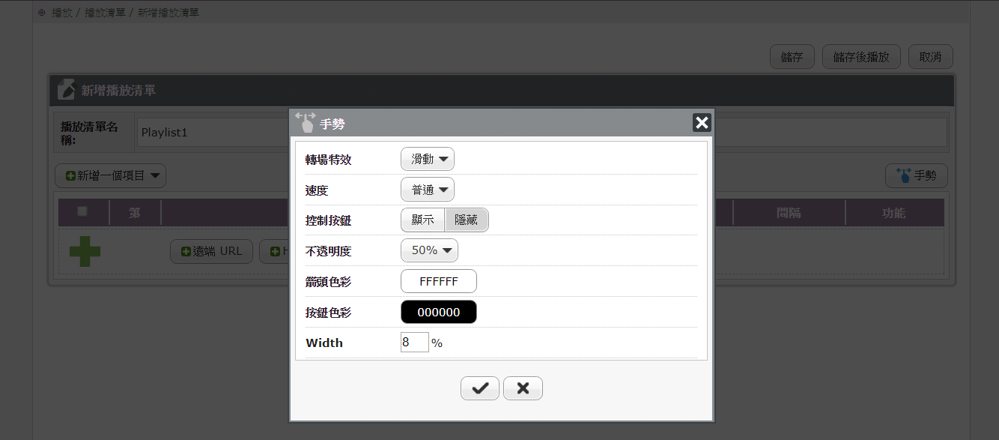 播放 / 播放清單 / 新增播放清單
儲存 儲存後播放 取消
新增播放清單
播放清單名稱:
Playlist1
新增一個項目
手勢
第 間隔 功能
遠端 URL
手勢
轉場特效 滑動
速度 普通
控制按鈕 顯示 隱藏
不透明度 50%
箭頭色彩 FFFFFF
按鈕色彩 000000
Width 8 %